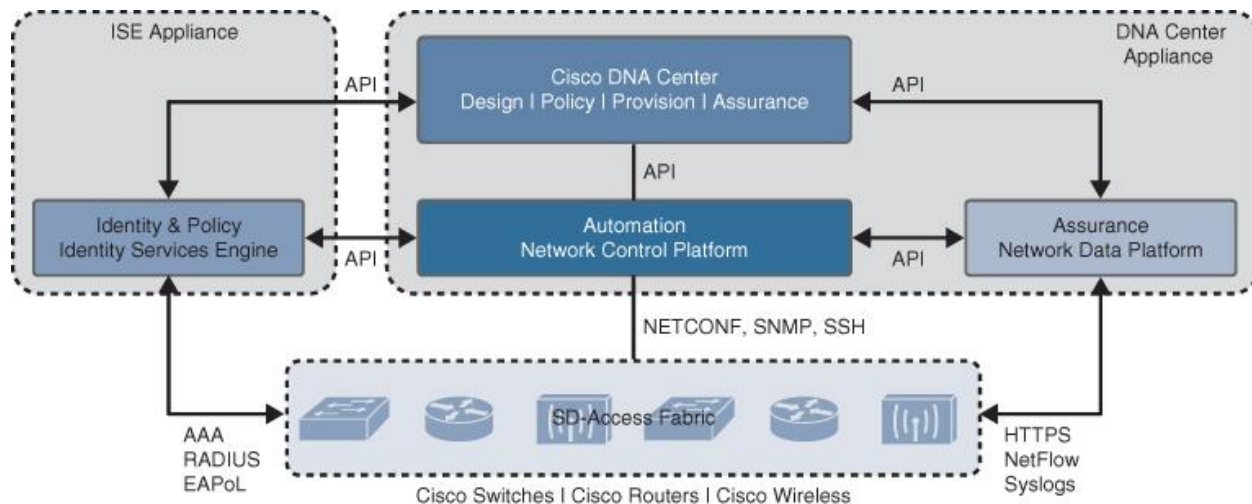 ISE Appliance
DNA Center
Appliance
API
Cisco DNA Center
Design | Policy | Provision | Assurance
API
API
Identity & Policy
Identity Services Engine
API
Automation
Network Control Platform
API
Assurance
Network Data Platform
NETCONF, SNMP, SSH
SD-Access Fabric
AAA
RADIUS
EAPoL
HTTPS
NetFlow
Syslogs
Cisco Switches | Cisco Routers | Cisco Wireless